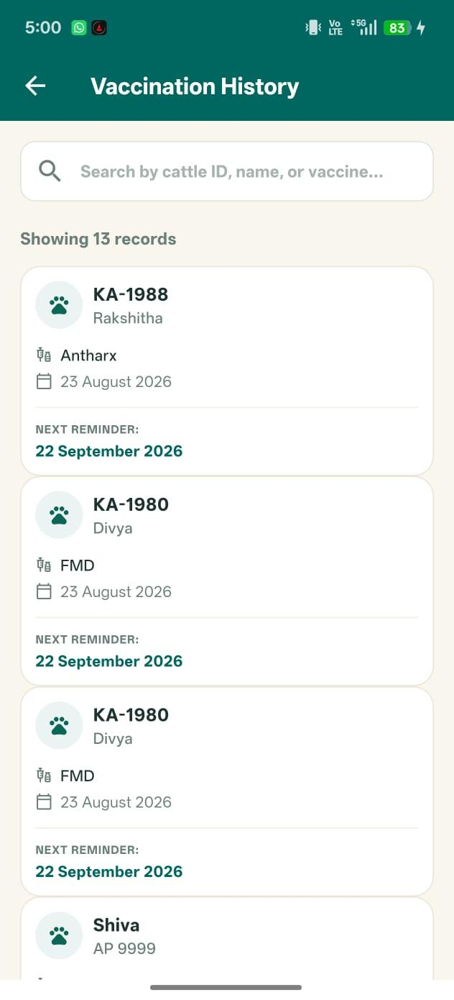 5:00
Vo LTE 5G 83
Vaccination History
Search by cattle ID, name, or vaccine...
Showing 13 records
KA-1988
Rakshitha
Antharx
23 August 2026
NEXT REMINDER:
22 September 2026
KA-1980
Divya
FMD
23 August 2026
NEXT REMINDER:
22 September 2026
KA-1980
Divya
FMD
23 August 2026
NEXT REMINDER:
22 September 2026
Shiva
AP 9999